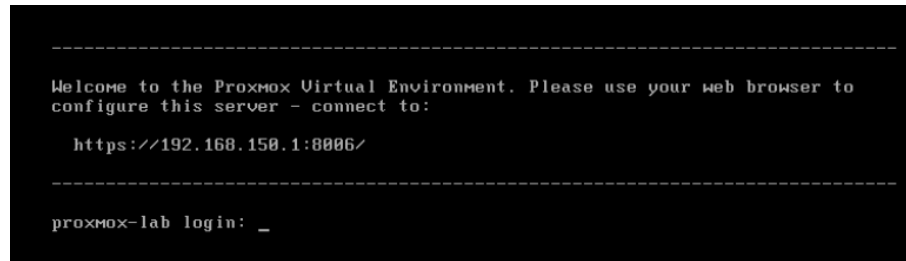 ------------------------------------------------------------------------------
Welcome to the Proxmox Virtual Environment. Please use your web browser to
configure this server - connect to:
https://192.168.150.1:8006/
------------------------------------------------------------------------------
proxmox-lab login: _